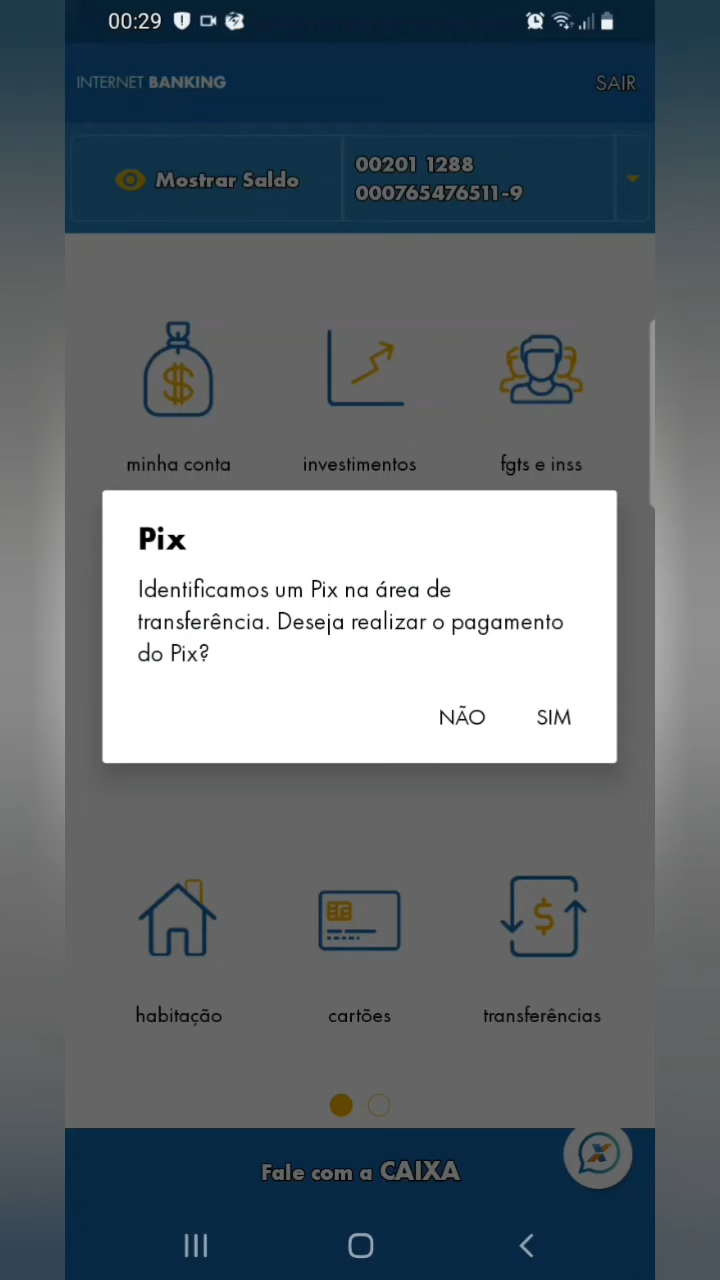 00:29
INTERNET BANKING
SAIR
Mostrar Saldo
00201 1288
000765476511-9
minha conta
investimentos
fgts e inss
Pix
Identificamos um Pix na área de
transferência. Deseja realizar o pagamento
do Pix?
NÃO
SIM
habitação
cartões
transferências
Fale com a CAIXA